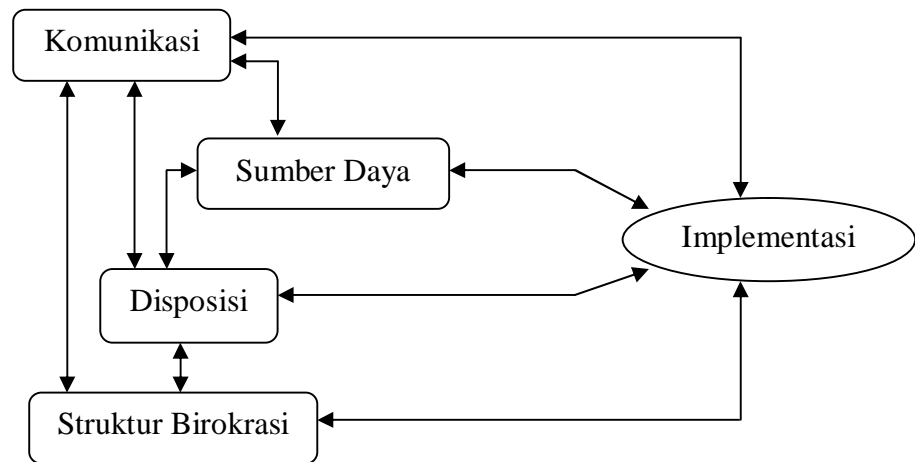 Komunikasi
Sumber Daya
Implementasi
Disposisi
Struktur Birokrasi